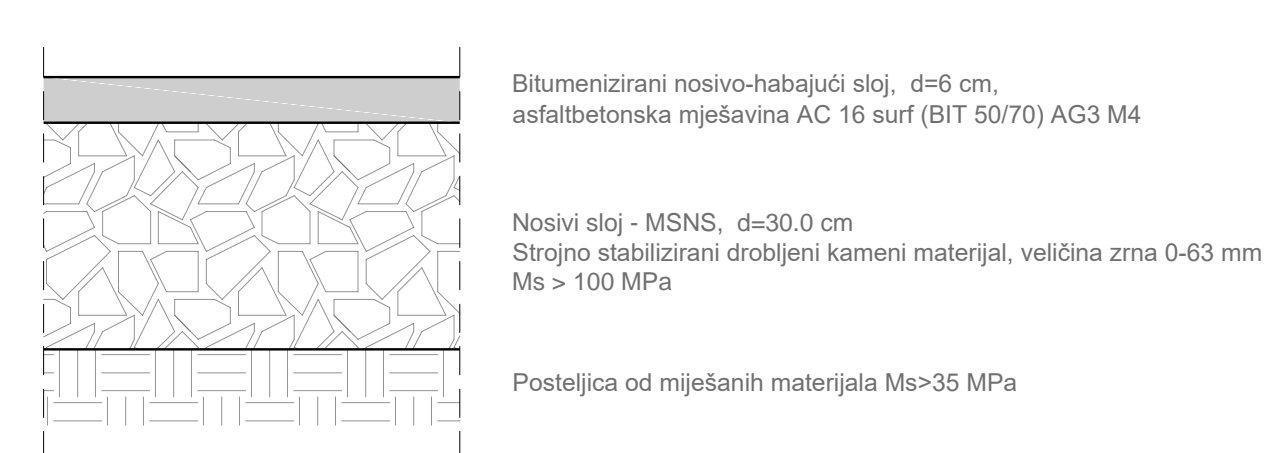 Bitumenizirani nosivo-habajući sloj, d=6 cm,
asfaltbetonska mješavina AC 16 surf (BIT 50/70) AG3 M4
Nosivi sloj - MSNS, d=30.0 cm
Strojno stabilizirani drobljeni kameni materijal, veličina zrna 0-63 mm
Ms > 100 MPa
Posteljica od miješanih materijala Ms>35 MPa